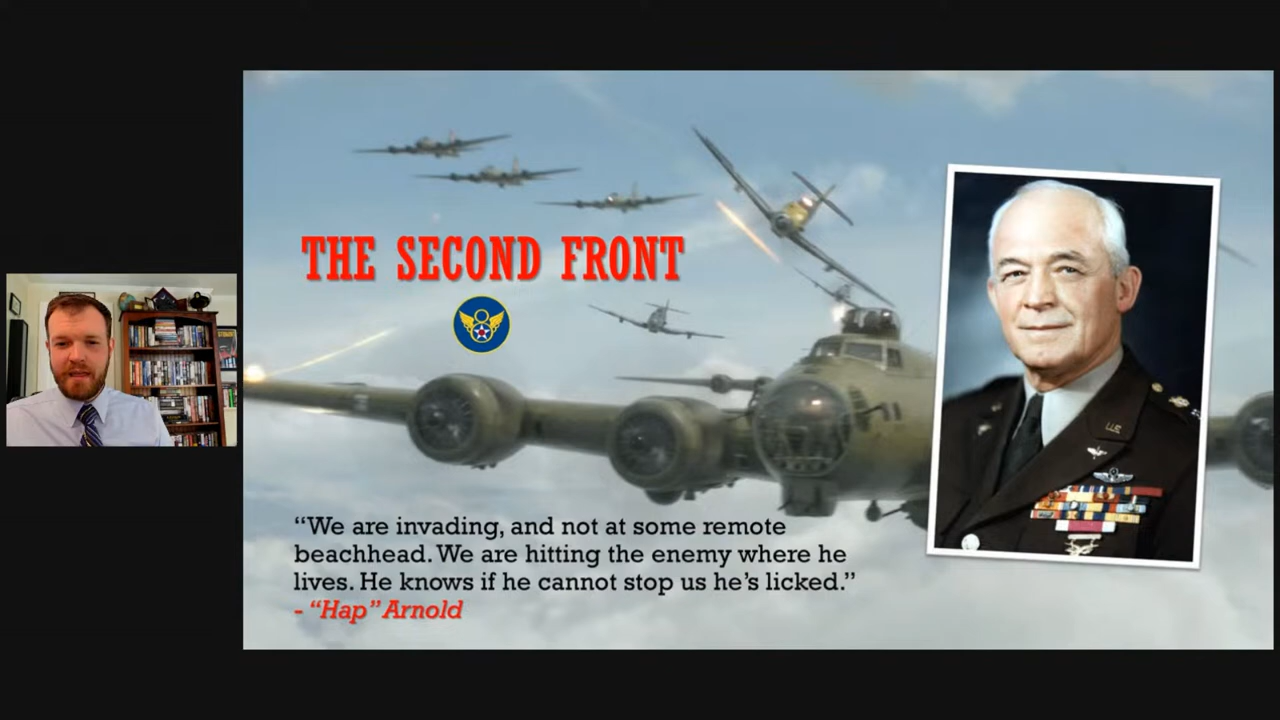 THE SECOND FRONT
“We are invading, and not at some remote
beachhead. We are hitting the enemy where he
lives. He knows if he cannot stop us he’s licked.”
- “Hap” Arnold
U.S.